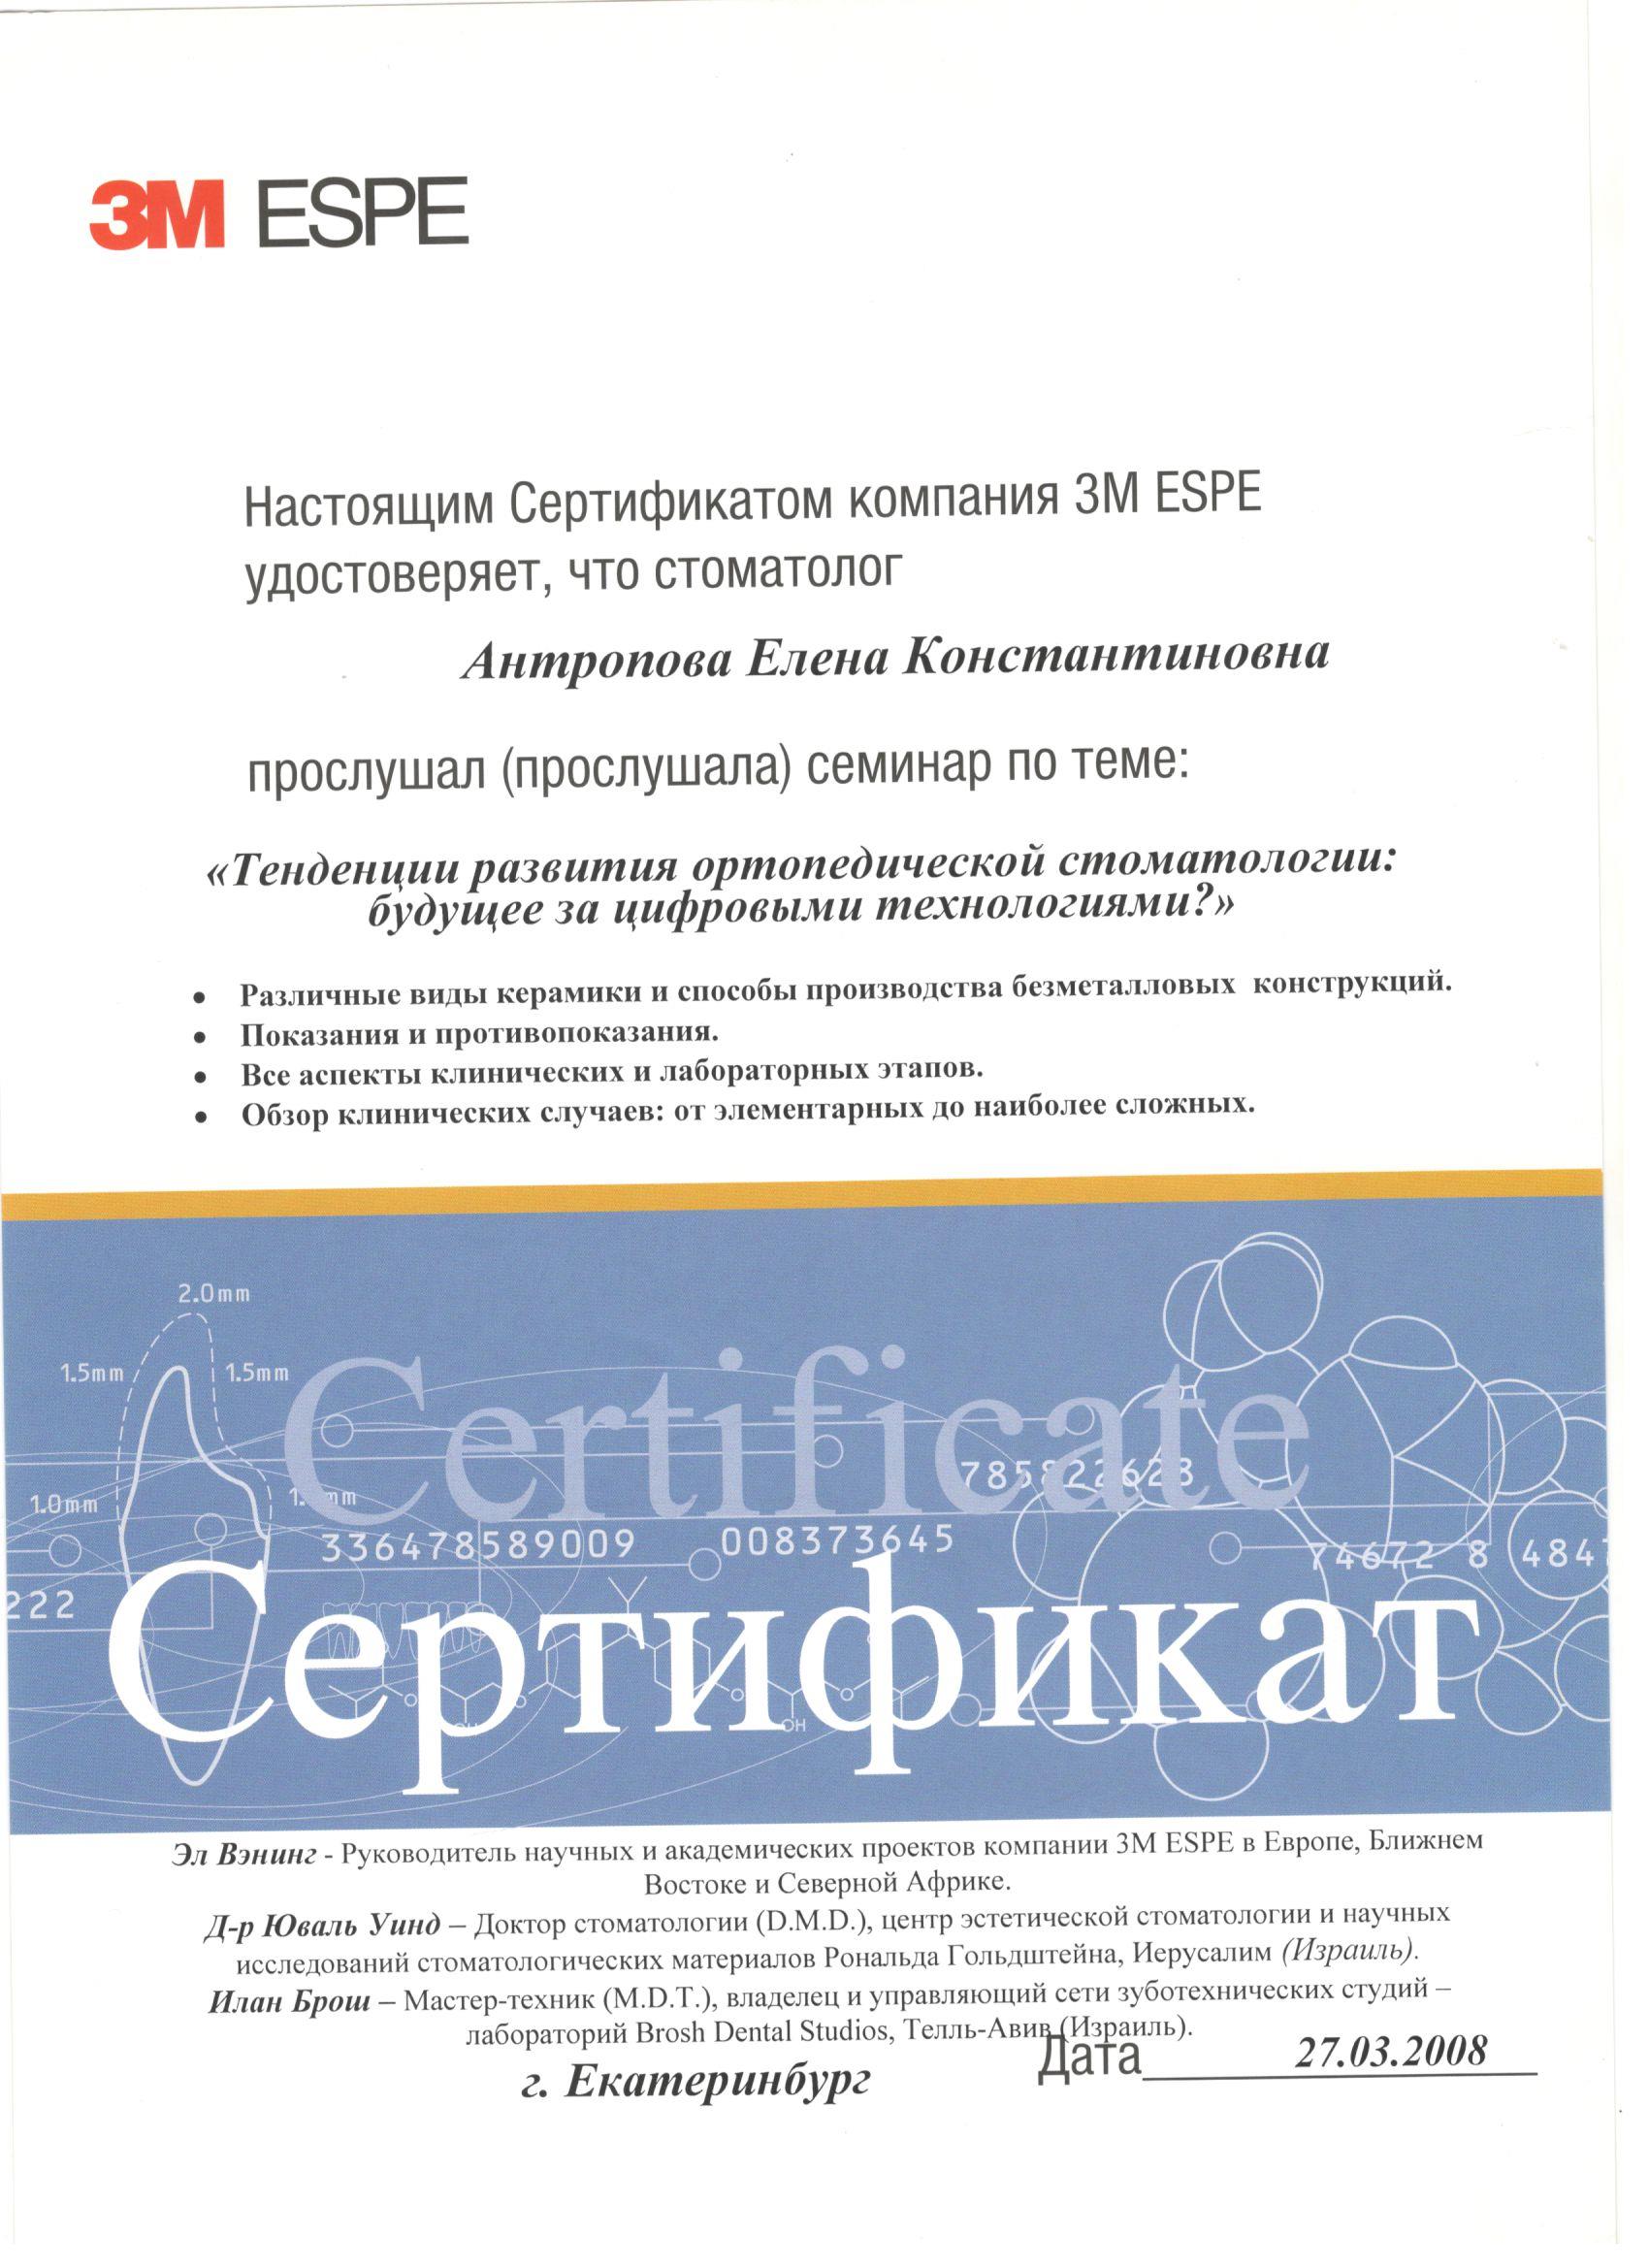 3M ESPE
Настоящим Сертификатом компания 3M ESPE
удостоверяет, что стоматолог
Антропова Елена Константиновна
прослушал (прослушала) семинар по теме:
«Тенденции развития ортопедической стоматологии:
будущее за цифровыми технологиями?»
• Различные виды керамики и способы производства безметалловых конструкций.
• Показания и противопоказания.
• Все аспекты клинических и лабораторных этапов.
• Обзор клинических случаев: от элементарных до наиболее сложных.
2.0mm
1.5mm 1.5mm
Certificate
785822628
1.0mm
336478589009 008373645
74672 8 484
222
Сертификат
OH
Эл Вэнинг - Руководитель научных и академических проектов компании 3M ESPE в Европе, Ближнем
Востоке и Северной Африке.
Д-р Юваль Уинд – Доктор стоматологии (D.M.D.), центр эстетической стоматологии и научных
исследований стоматологических материалов Рональда Гольдштейна, Иерусалим (Израиль).
Илан Брош – Мастер-техник (M.D.T.), владелец и управляющий сети зуботехнических студий –
лабораторий Brosh Dental Studios, Телль-Авив (Израиль).
Дата 27.03.2008
г. Екатеринбург